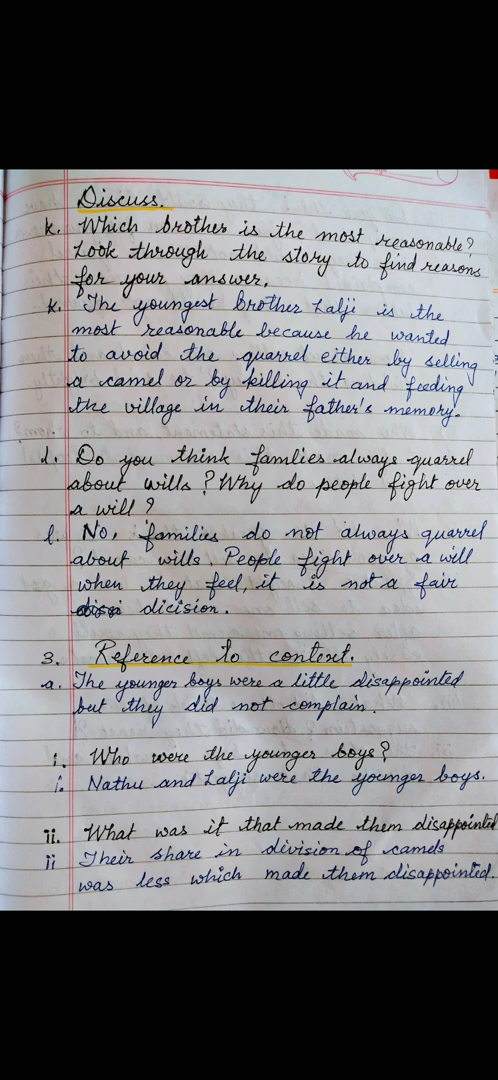 Discuss.
k. Which brother is the most reasonable?
Look through the story to find reasons
for your answer.
k. The youngest brother Lalji is the
most reasonable because he wanted
to avoid the quarrel either by selling
a camel or by killing it and feeding
the village in their father's memory.
l. Do you think famlies always quarrel
about wills? Why do people fight over
a will?
l. No, families do not always quarrel
about wills. People fight over a will
when they feel, it is not a fair
dicision.
3. Reference to context.
a. The younger boys were a little disappointed
but they did not complain.
i. Who were the younger boys?
i. Nathu and Lalji were the younger boys.
ii. What was it that made them disappointed
ii Their share in division of camels
was less which made them disappointed.